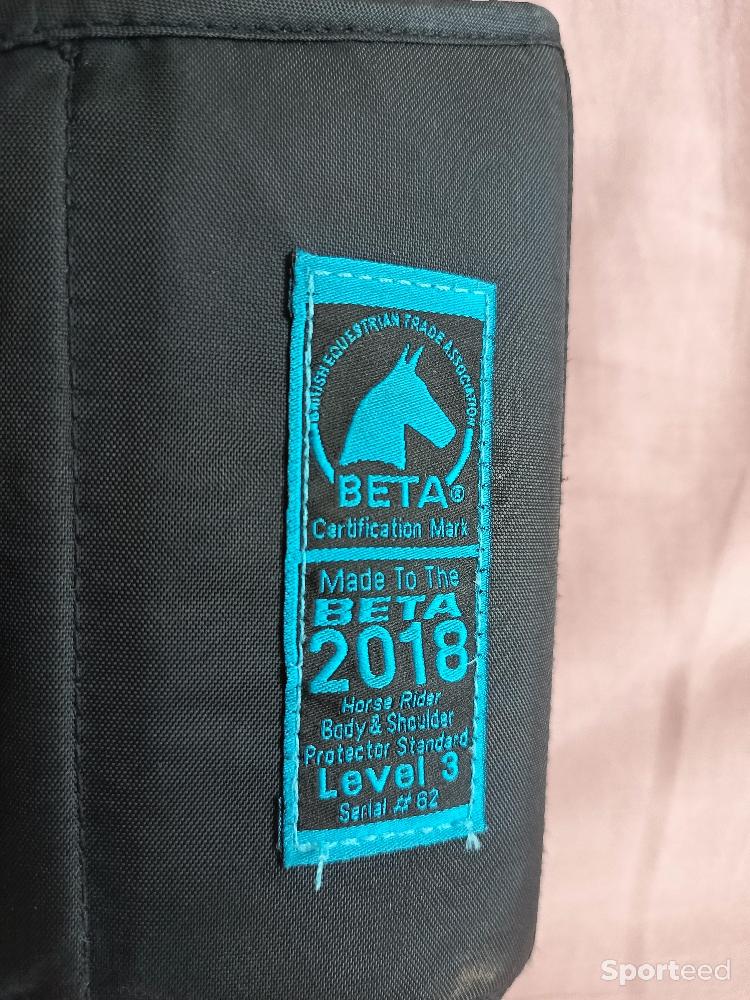 BRITISH EQUESTRIAN TRADE ASSOCIATION
BETA®
Certification Mark
Made To The
BETA
2018
Horse Rider
Body & Shoulder
Protector Standard
Level 3
Serial # 62
Sporteed